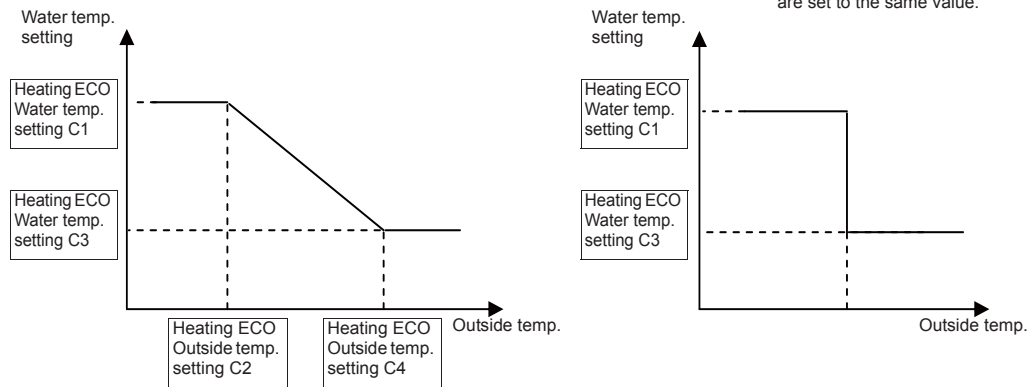 are set to the same value.
Water temp.
setting
Heating ECO
Water temp.
setting C1
Heating ECO
Water temp.
setting C3
Heating ECO
Outside temp.
setting C2
Heating ECO
Outside temp.
setting C4
Outside temp.
Water temp.
setting
Heating ECO
Water temp.
setting C1
Heating ECO
Water temp.
setting C3
Outside temp.